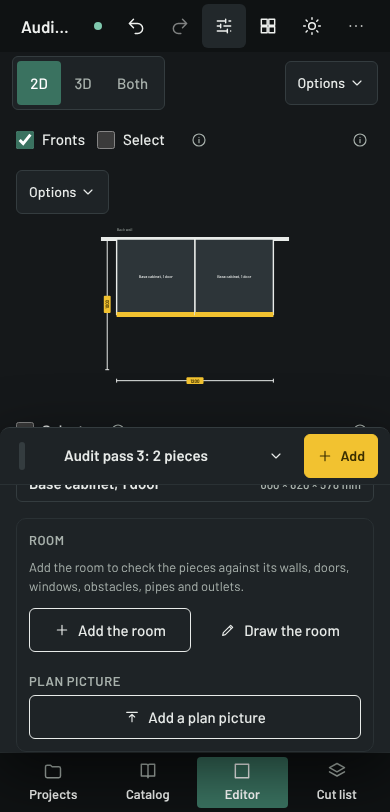 Audi...
2D
3D
Both
Options
Fronts
Select
Options
Base cabinet, 1 door
Base cabinet, 1 door
1200
Audit pass 3: 2 pieces
Add
Base cabinet, 1 door
ROOM
Add the room to check the pieces against its walls, doors,
windows, obstacles, pipes and outlets.
Add the room
Draw the room
PLAN PICTURE
Add a plan picture
Projects
Catalog
Editor
Cut list